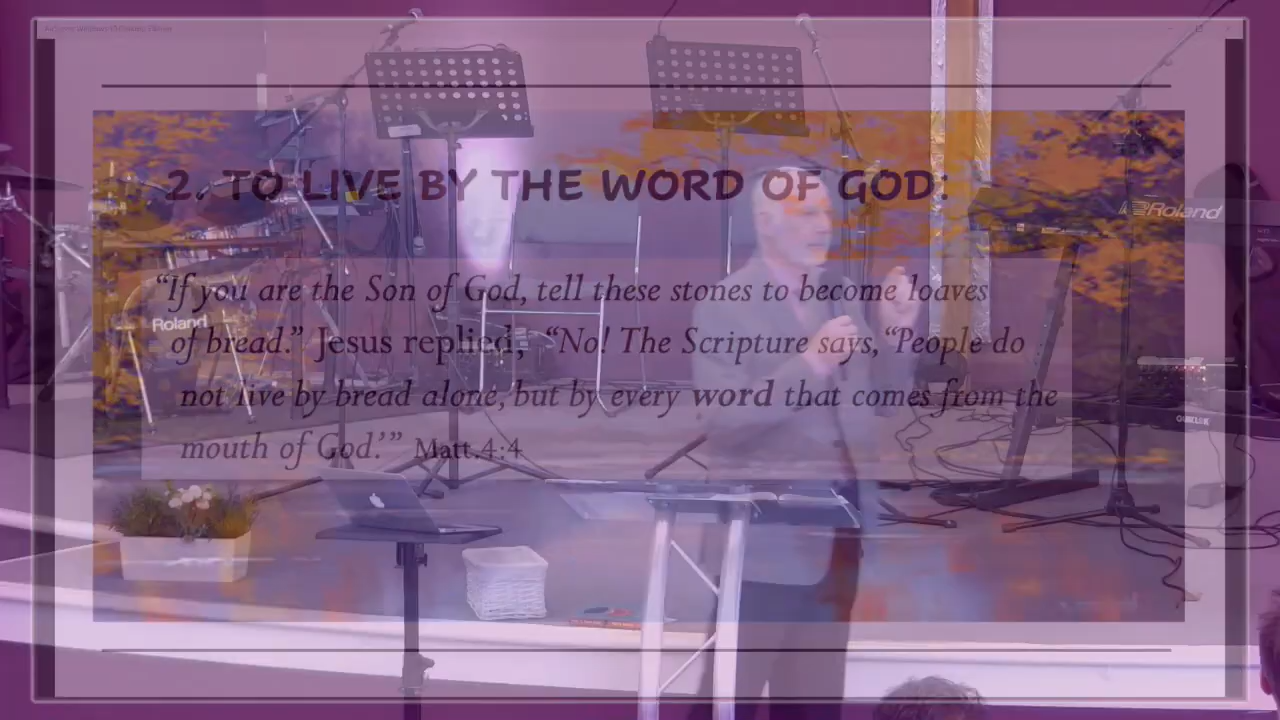 2. TO LIVE BY THE WORD OF GOD:
“If you are the Son of God, tell these stones to become loaves
of bread.” Jesus replied, “No! The Scripture says, “People do
not live by bread alone, but by every word that comes from the
mouth of God.’” Matt.4:4
Roland
Roland